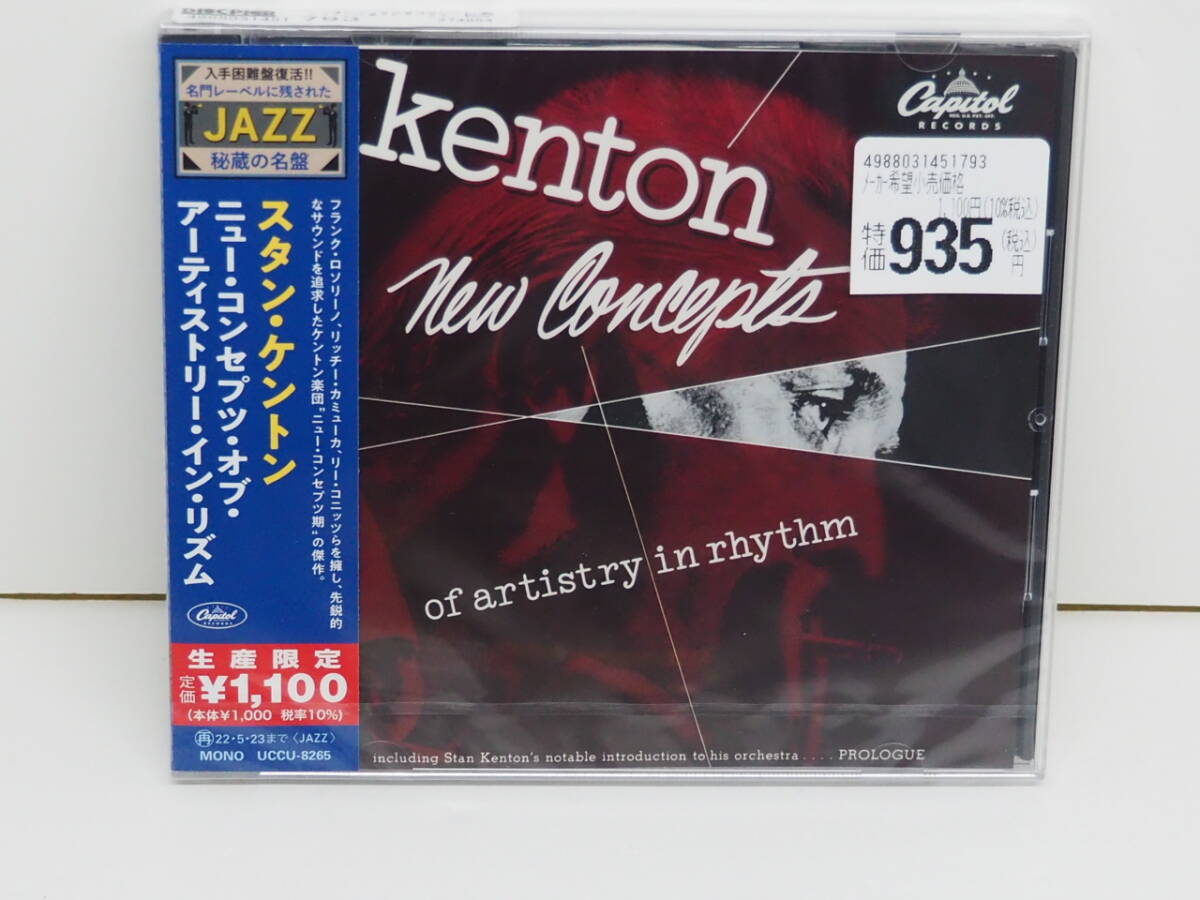 入手困難盤復活!!
名門レーベルに残された
JAZZ
秘蔵の名盤
フランク・ロソリーノ、リッチー・カミューカ、リー・コニッツらを擁し、先鋭的
なサウンドを追求したケントン楽団"ニュー・コンセプツ期"の傑作。
スタン・ケントン
ニュー・コンセプツ・オブ・
アーティストリー・イン・リズム
Capitol
RECORDS
生産限定
定価 ¥1,100
(本体¥1,000 税率10%)
再 22・5・23まで〈JAZZ〉
MONO UCCU-8265
kenton
New Concepts
of artistry in rhythm
including Stan Kenton's notable introduction to his orchestra .... PROLOGUE
Capitol
RECORDS
4988031451793
メーカー希望小売価格
1,100円(10%税込)
特価 935 (税込)円